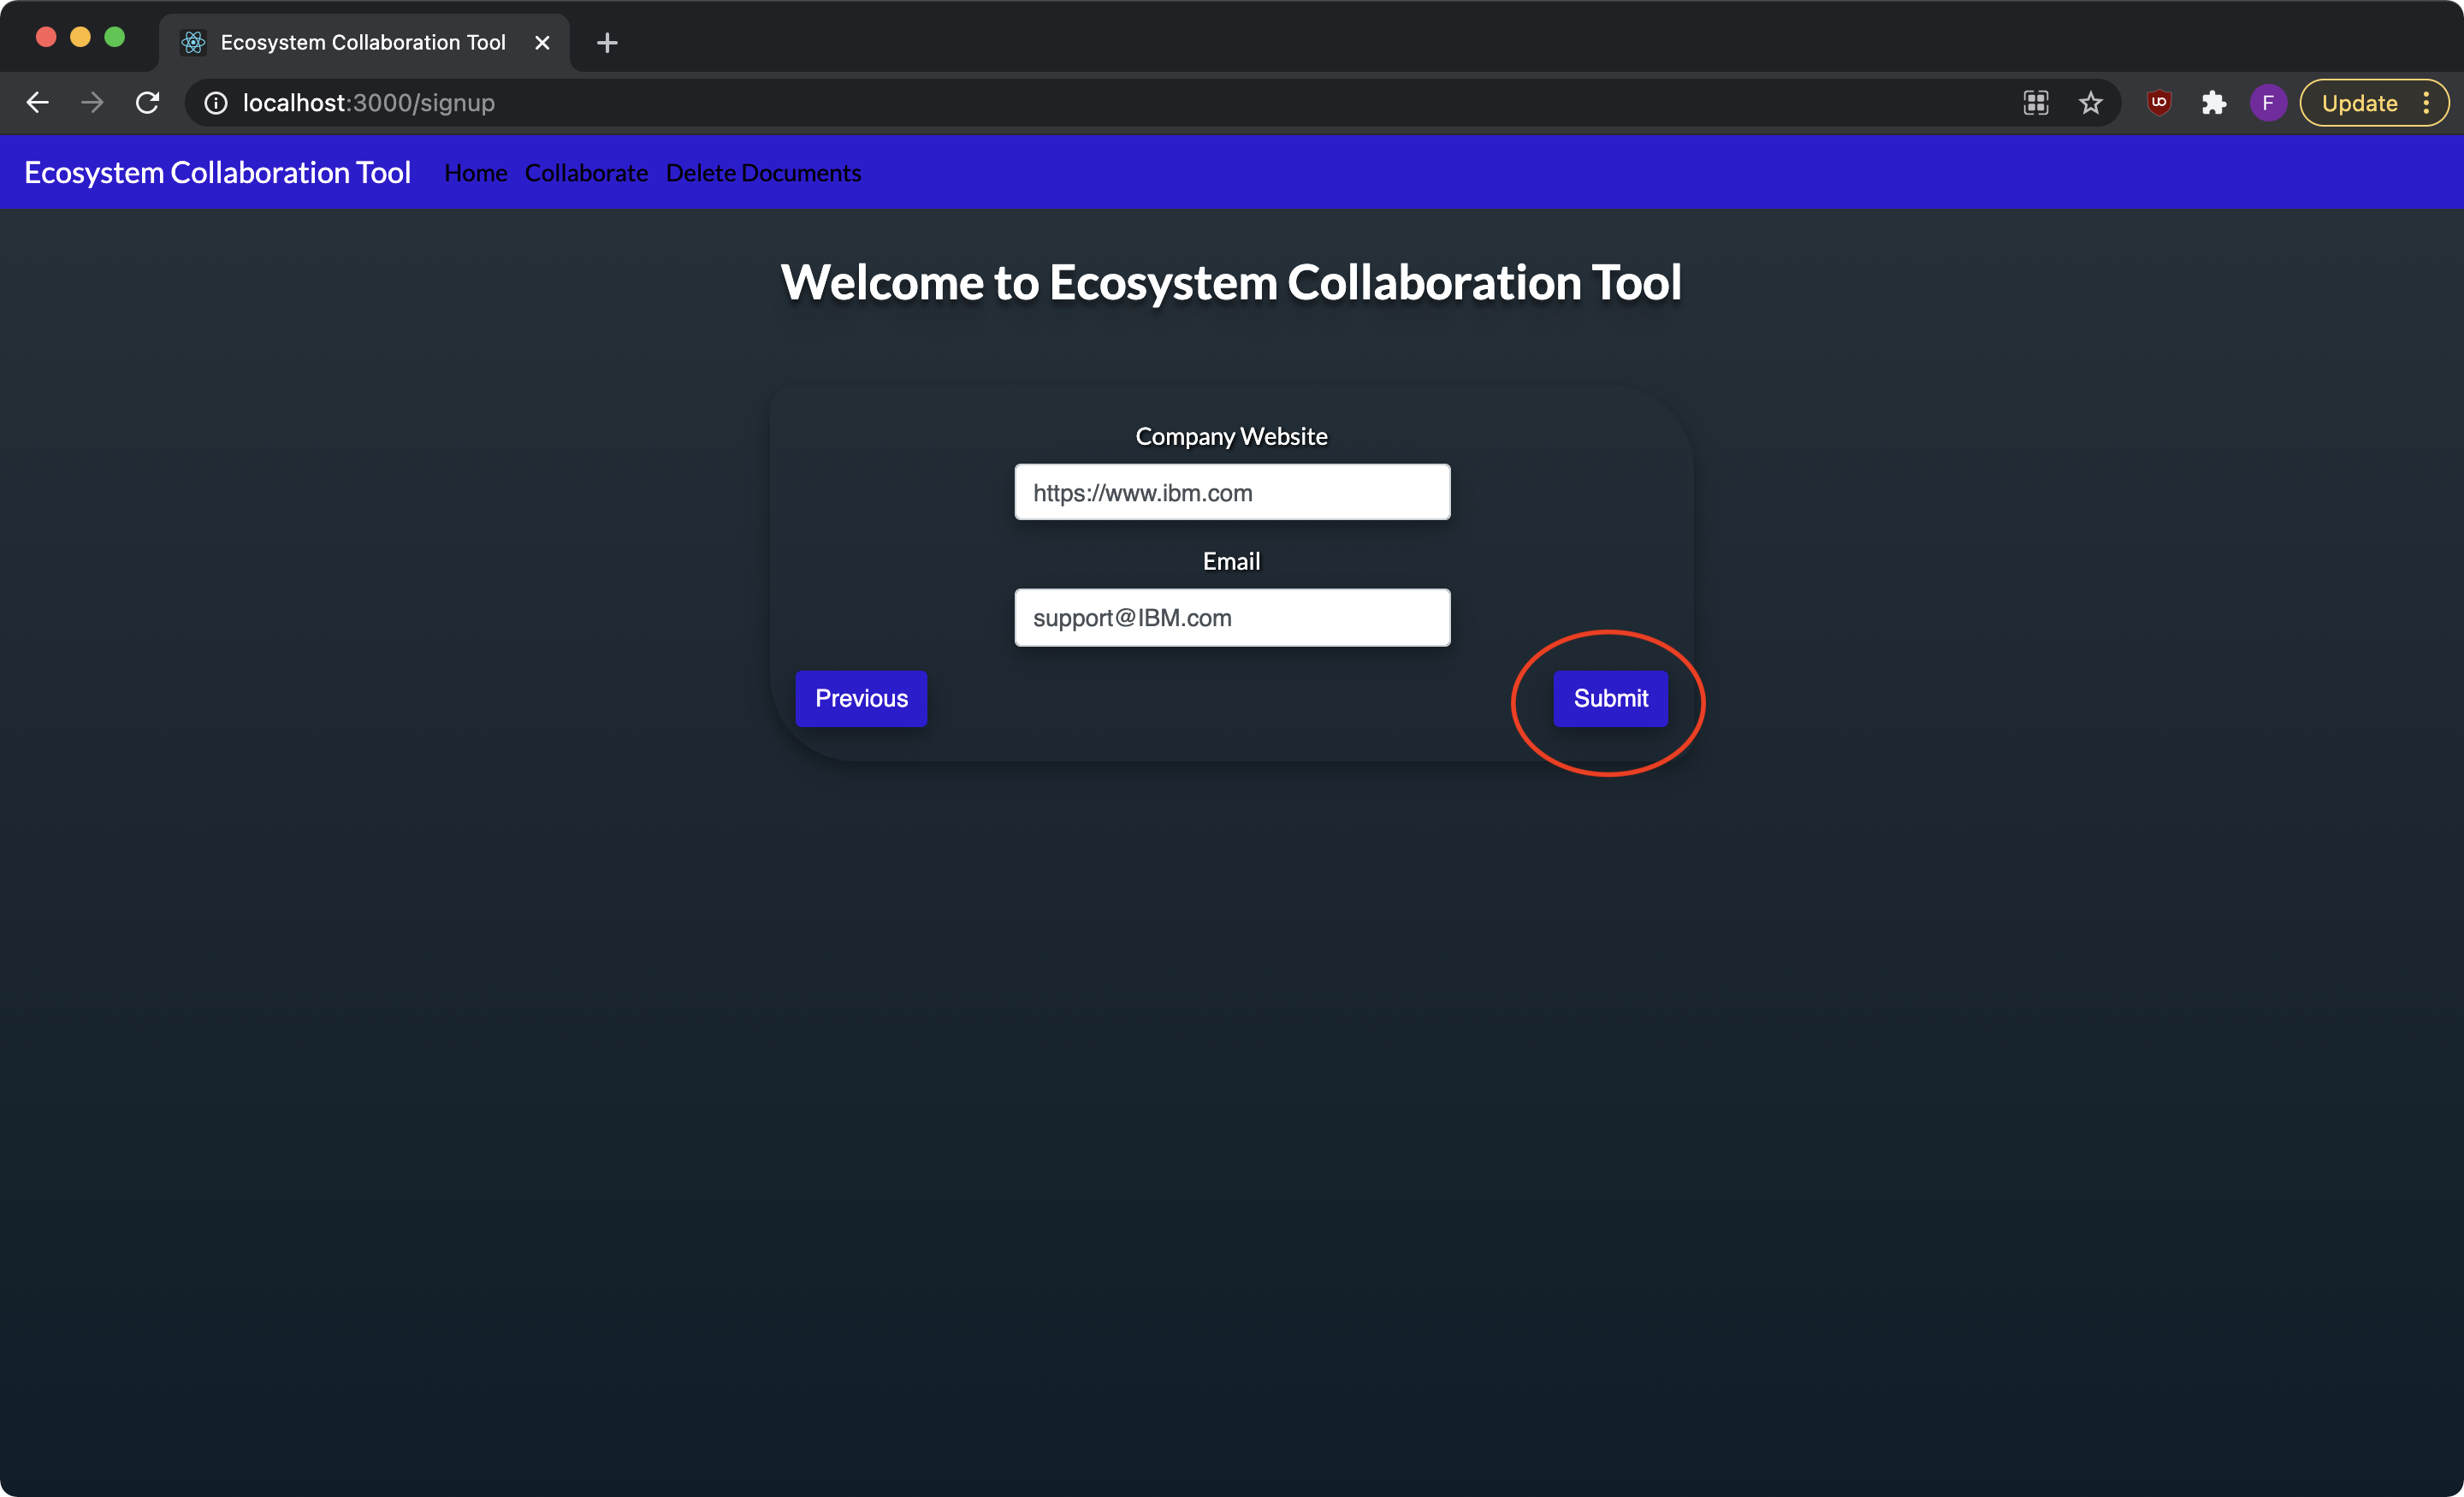 Ecosystem Collaboration Tool
localhost:3000/signup
F
Update
Ecosystem Collaboration Tool Home Collaborate Delete Documents
Welcome to Ecosystem Collaboration Tool
Company Website
https://www.ibm.com
Email
support@IBM.com
Previous Submit